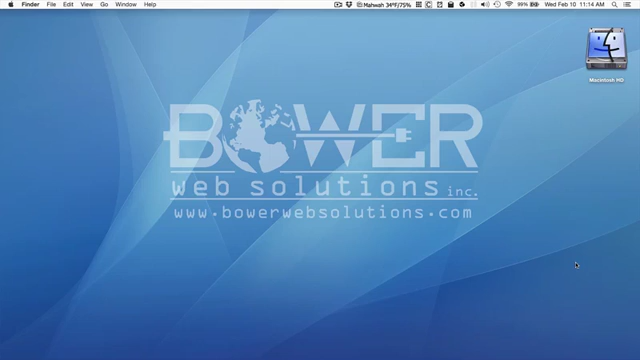 Finder File Edit View Go Window Help Mahwah 34°F/75% 99% Wed Feb 10 11:14 AM
Macintosh HD
BOWER
web solutions inc.
www.bowerwebsolutions.com